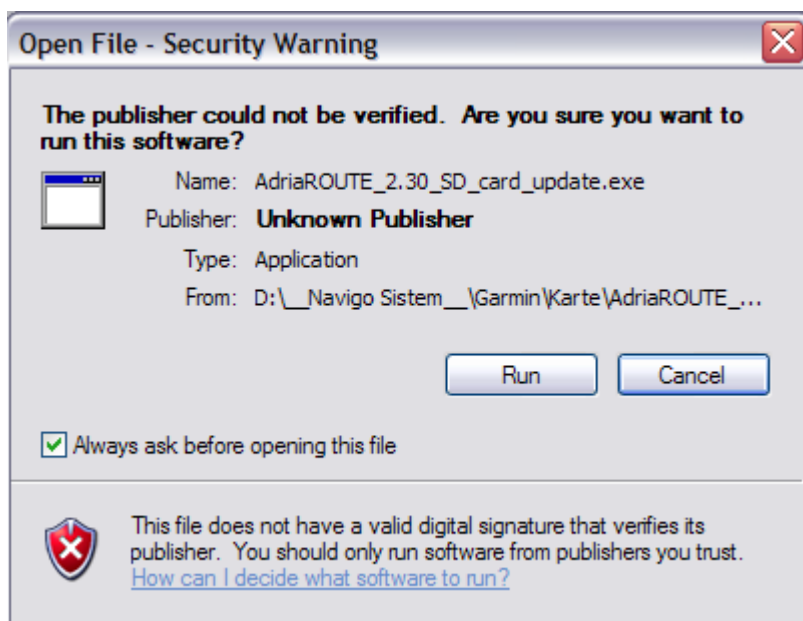 Open File - Security Warning
The publisher could not be verified. Are you sure you want to
run this software?
Name: AdriaROUTE_2.30_SD_card_update.exe
Publisher: Unknown Publisher
Type: Application
From: D:\__Navigo Sistem__\Garmin\Karte\AdriaROUTE_...
Run Cancel
Always ask before opening this file
This file does not have a valid digital signature that verifies its
publisher. You should only run software from publishers you trust.
How can I decide what software to run?